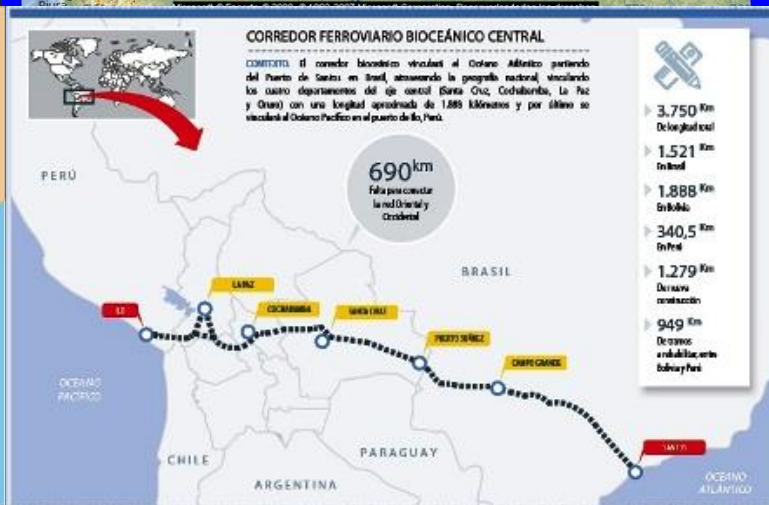 Piura
CORREDOR FERROVIARIO BIOCEÁNICO CENTRAL
CONTEXTO. El corredor bioceánico vinculará el Océano Atlántico partiendo
del Puerto de Santos en Brasil, atravesando la geografía nacional, vinculando
los cuatro departamentos del eje central (Santa Cruz, Cochabamba, La Paz
y Oruro) con una longitud aproximada de 1.888 kilómetros y por último se
vinculará al Océano Pacífico en el puerto de Ilo, Perú.
690 km
Falta para conectar
la red Oriental y
Occidental
3.750 Km
De longitud total
1.521 Km
En Brasil
1.888 Km
En Bolivia
340,5 Km
En Perú
1.279 Km
De nueva
construcción
949 Km
De tramos
a rehabilitar, entre
Bolivia y Perú
PERÚ
BRASIL
LA PAZ
ILO
COCHABAMBA
SANTA CRUZ
PUERTO SUÁREZ
CAMPO GRANDE
OCEANO
PACÍFICO
PARAGUAY
CHILE
ARGENTINA
SANTOS
OCEANO
ATLÁNTICO